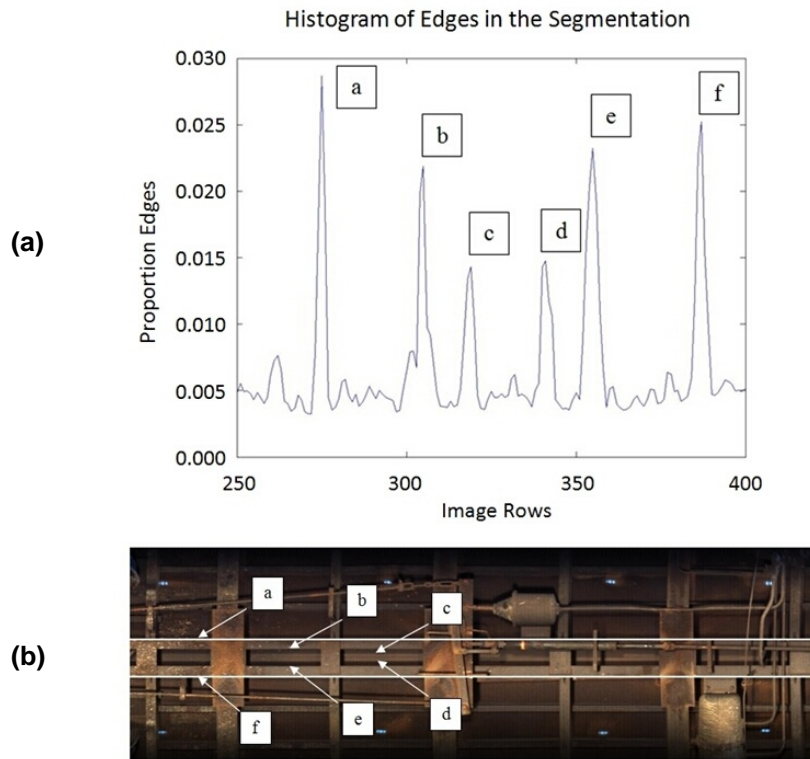 Histogram of Edges in the Segmentation
0.030
0.025
0.020
0.015
0.010
0.005
0.000
Proportion Edges
a
b
c
d
e
f
250
300
350
400
Image Rows
(a)
a
b
c
d
e
f
(b)